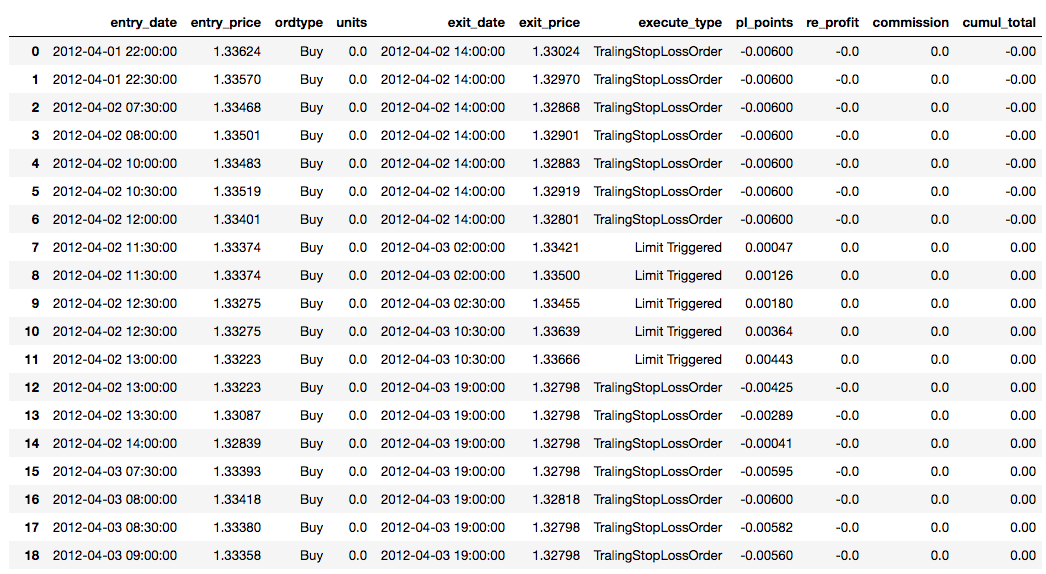 entry_date entry_price ordtype units exit_date exit_price execute_type pl_points re_profit commission cumul_total
0 2012-04-01 22:00:00 1.33624 Buy 0.0 2012-04-02 14:00:00 1.33024 TralingStopLossOrder -0.00600 -0.0 0.0 -0.00
1 2012-04-01 22:30:00 1.33570 Buy 0.0 2012-04-02 14:00:00 1.32970 TralingStopLossOrder -0.00600 -0.0 0.0 -0.00
2 2012-04-02 07:30:00 1.33468 Buy 0.0 2012-04-02 14:00:00 1.32868 TralingStopLossOrder -0.00600 -0.0 0.0 -0.00
3 2012-04-02 08:00:00 1.33501 Buy 0.0 2012-04-02 14:00:00 1.32901 TralingStopLossOrder -0.00600 -0.0 0.0 -0.00
4 2012-04-02 10:00:00 1.33483 Buy 0.0 2012-04-02 14:00:00 1.32883 TralingStopLossOrder -0.00600 -0.0 0.0 -0.00
5 2012-04-02 10:30:00 1.33519 Buy 0.0 2012-04-02 14:00:00 1.32919 TralingStopLossOrder -0.00600 -0.0 0.0 -0.00
6 2012-04-02 12:00:00 1.33401 Buy 0.0 2012-04-02 14:00:00 1.32801 TralingStopLossOrder -0.00600 -0.0 0.0 -0.00
7 2012-04-02 11:30:00 1.33374 Buy 0.0 2012-04-03 02:00:00 1.33421 Limit Triggered 0.00047 0.0 0.0 0.00
8 2012-04-02 11:30:00 1.33374 Buy 0.0 2012-04-03 02:00:00 1.33500 Limit Triggered 0.00126 0.0 0.0 0.00
9 2012-04-02 12:30:00 1.33275 Buy 0.0 2012-04-03 02:30:00 1.33455 Limit Triggered 0.00180 0.0 0.0 0.00
10 2012-04-02 12:30:00 1.33275 Buy 0.0 2012-04-03 10:30:00 1.33639 Limit Triggered 0.00364 0.0 0.0 0.00
11 2012-04-02 13:00:00 1.33223 Buy 0.0 2012-04-03 10:30:00 1.33666 Limit Triggered 0.00443 0.0 0.0 0.00
12 2012-04-02 13:00:00 1.33223 Buy 0.0 2012-04-03 19:00:00 1.32798 TralingStopLossOrder -0.00425 -0.0 0.0 0.00
13 2012-04-02 13:30:00 1.33087 Buy 0.0 2012-04-03 19:00:00 1.32798 TralingStopLossOrder -0.00289 -0.0 0.0 0.00
14 2012-04-02 14:00:00 1.32839 Buy 0.0 2012-04-03 19:00:00 1.32798 TralingStopLossOrder -0.00041 -0.0 0.0 0.00
15 2012-04-03 07:30:00 1.33393 Buy 0.0 2012-04-03 19:00:00 1.32798 TralingStopLossOrder -0.00595 -0.0 0.0 0.00
16 2012-04-03 08:00:00 1.33418 Buy 0.0 2012-04-03 19:00:00 1.32818 TralingStopLossOrder -0.00600 -0.0 0.0 0.00
17 2012-04-03 08:30:00 1.33380 Buy 0.0 2012-04-03 19:00:00 1.32798 TralingStopLossOrder -0.00582 -0.0 0.0 0.00
18 2012-04-03 09:00:00 1.33358 Buy 0.0 2012-04-03 19:00:00 1.32798 TralingStopLossOrder -0.00560 -0.0 0.0 0.00